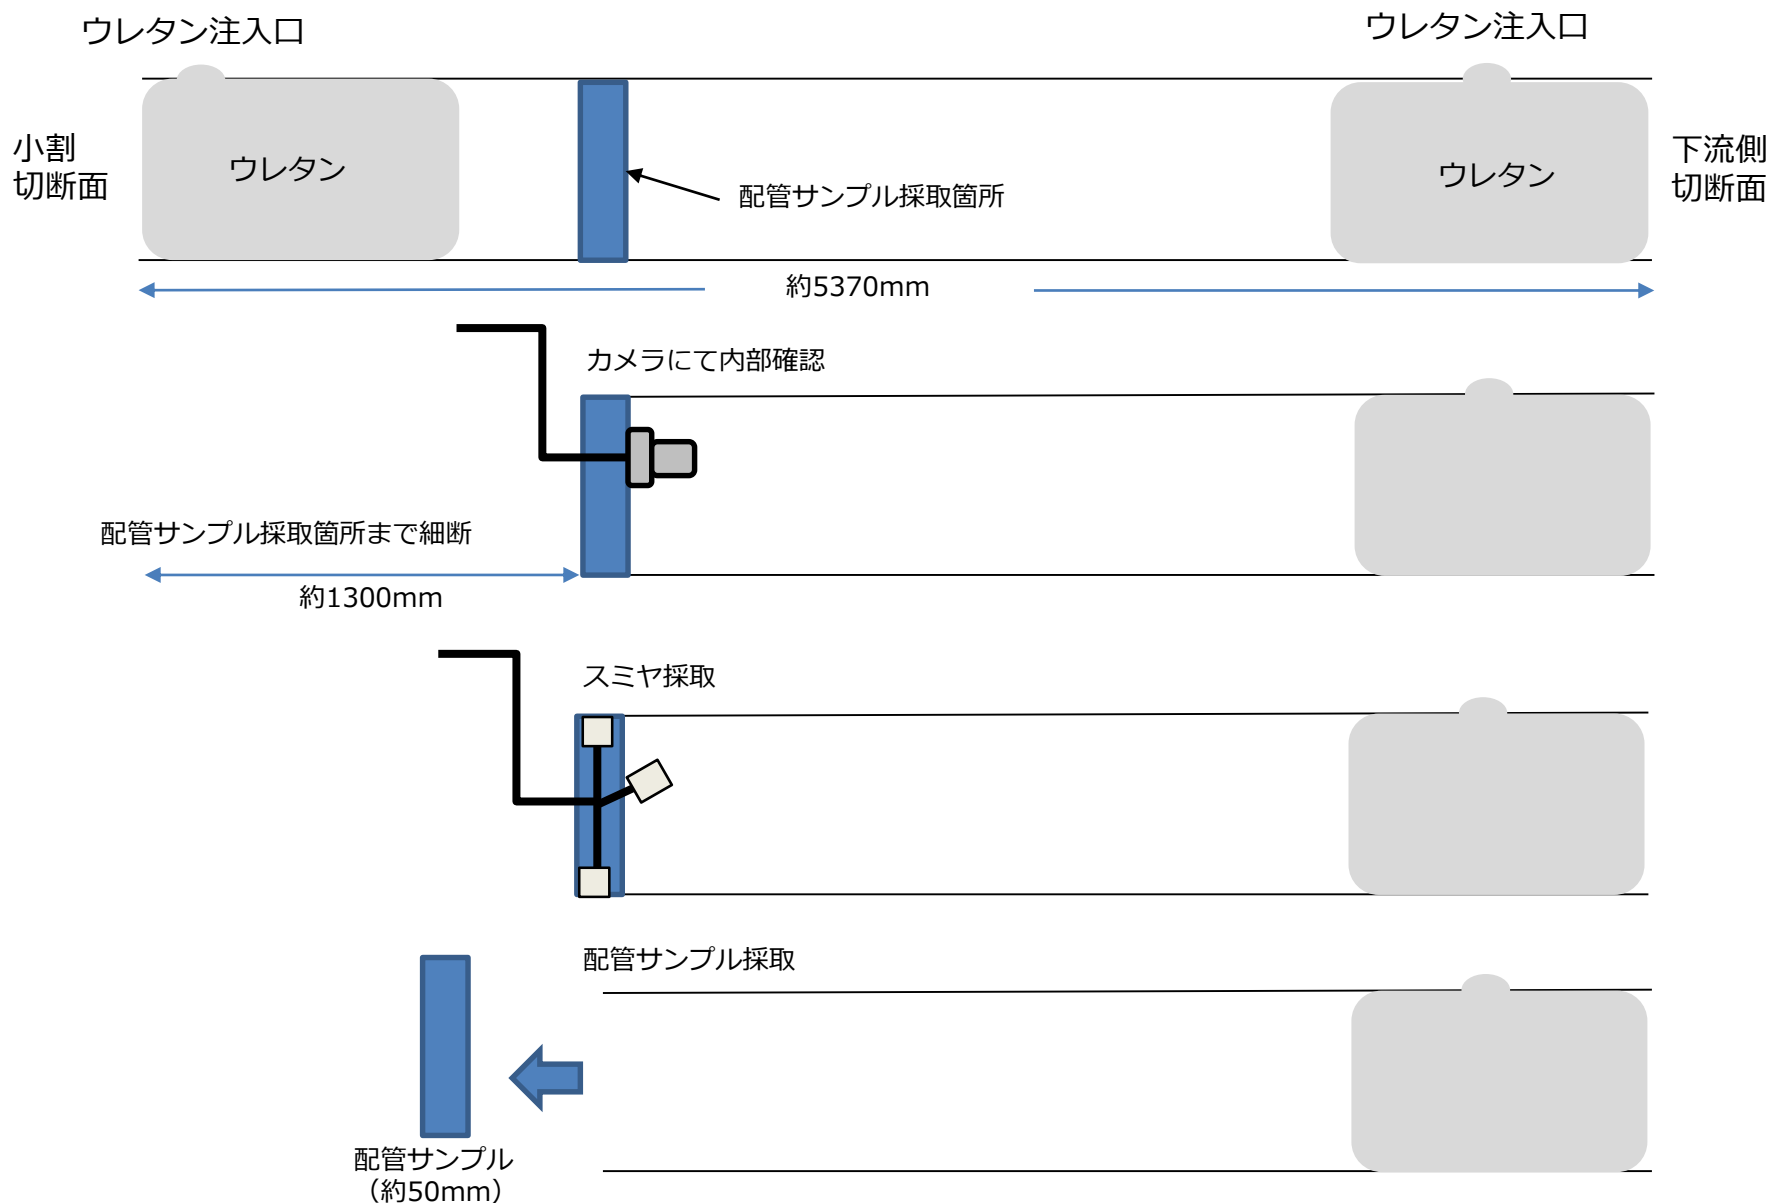 ウレタン注入口
ウレタン注入口
小割
切断面
ウレタン
配管サンプル採取箇所
ウレタン
下流側
切断面
約5370mm
カメラにて内部確認
配管サンプル採取箇所まで細断
約1300mm
スミヤ採取
配管サンプル採取
配管サンプル
（約50mm）